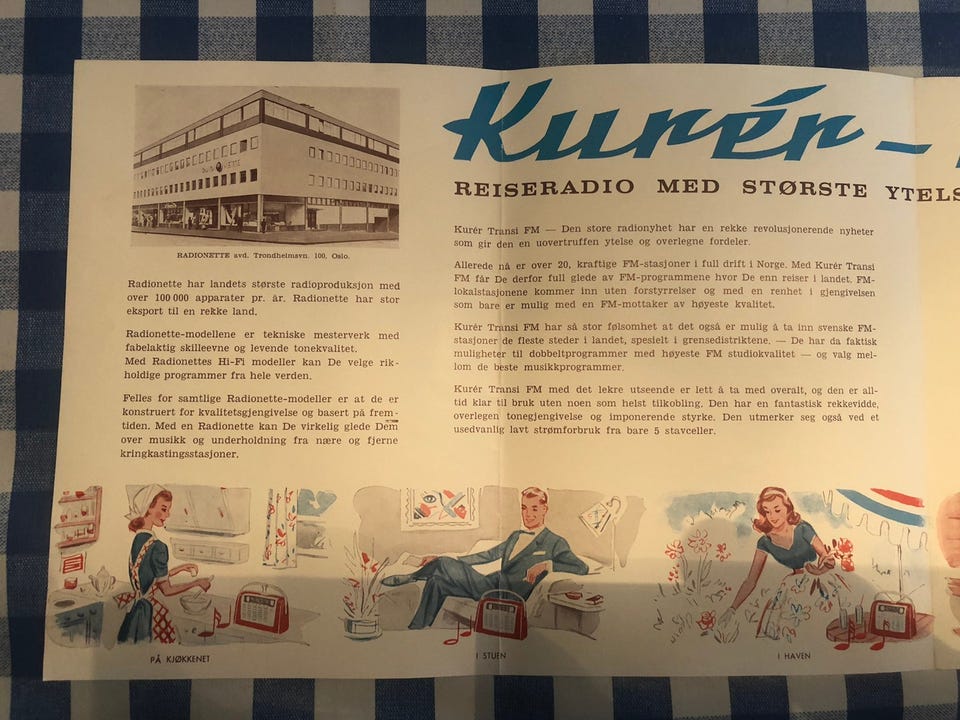 RADIONETTE avd. Trondheimsvn. 100, Oslo.
Radionette har landets største radioproduksjon med
over 100 000 apparater pr. år. Radionette har stor
eksport til en rekke land.
Radionette-modellene er tekniske mesterverk med
fabelaktig skilleevne og levende tonekvalitet.
Med Radionettes Hi-Fi modeller kan De velge rik-
holdige programmer fra hele verden.
Felles for samtlige Radionette-modeller er at de er
konstruert for kvalitetsgjengivelse og basert på frem-
tiden. Med en Radionette kan De virkelig glede Dem
over musikk og underholdning fra nære og fjerne
kringkastingsstasjoner.
Kurér –
REISERADIO MED STØRSTE YTELS
Kurér Transi FM — Den store radionyhet har en rekke revolusjonerende nyheter
som gir den en uovertruffen ytelse og overlegne fordeler.
Allerede nå er over 20, kraftige FM-stasjoner i full drift i Norge. Med Kurér Transi
FM får De derfor full glede av FM-programmene hvor De enn reiser i landet. FM-
lokalstasjonene kommer inn uten forstyrrelser og med en renhet i gjengivelsen
som bare er mulig med en FM-mottaker av høyeste kvalitet.
Kurér Transi FM har så stor følsomhet at det også er mulig å ta inn svenske FM-
stasjoner de fleste steder i landet, spesielt i grensedistriktene. — De har da faktisk
muligheter til dobbeltprogrammer med høyeste FM studiokvalitet — og valg mel-
lom de beste musikkprogrammer.
Kurér Transi FM med det lekre utseende er lett å ta med overalt, og den er all-
tid klar til bruk uten noen som helst tilkobling. Den har en fantastisk rekkevidde,
overlegen tonegjengivelse og imponerende styrke. Den utmerker seg også ved et
usedvanlig lavt strømforbruk fra bare 5 stavceller.
PÅ KJØKKENET
I STUEN
I HAVEN